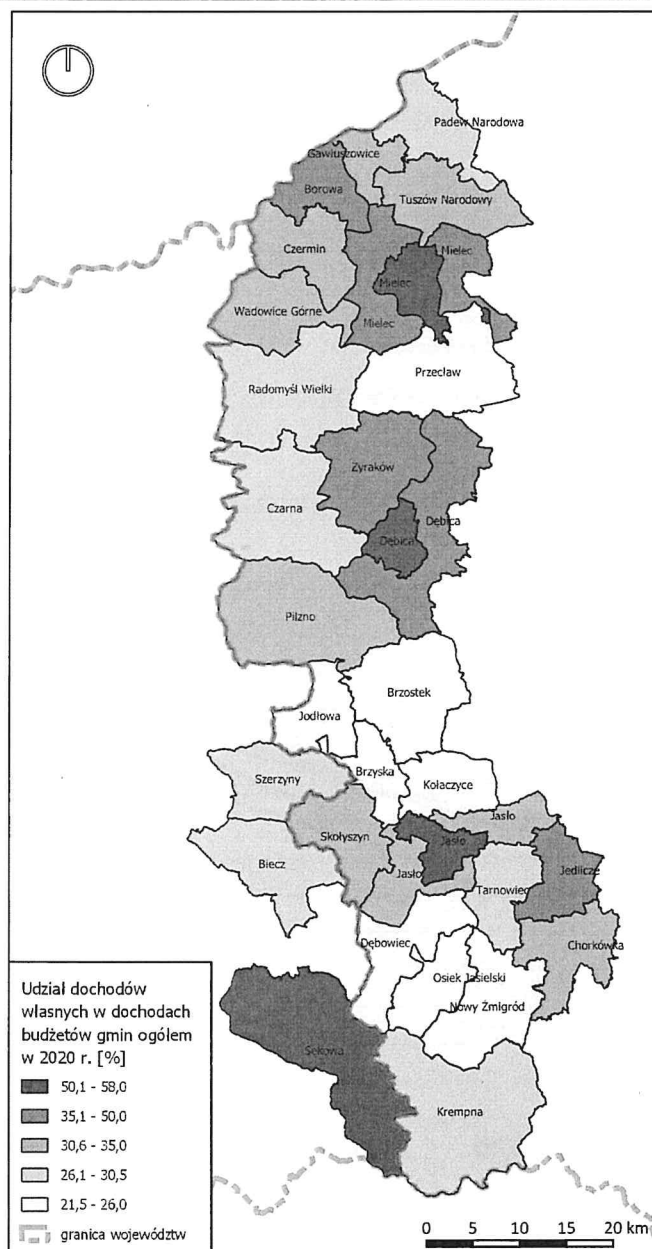 Padew Narodowa
Gawłuszowice
Borowa
Tuszów Narodowy
Czermin
Mielec
Mielec
Wadowice Górne
Mielec
Przecław
Radomyśl Wielki
Żyraków
Czarna
Dębica
Dębica
Pilzno
Brzostek
Jodłowa
Brzyska
Szerzyny
Kołaczyce
Jasło
Skołyszyn
Jasło
Biecz
Jasło
Jedlicze
Tarnowiec
Dębowiec
Chorkówka
Osiek Jasielski
Nowy Żmigród
Sękowa
Krempna
Udział dochodów
własnych w dochodach
budżetów gmin ogółem
w 2020 r. [%]
50,1 - 58,0
35,1 - 50,0
30,6 - 35,0
26,1 - 30,5
21,5 - 26,0
granica województw
0 5 10 15 20 km